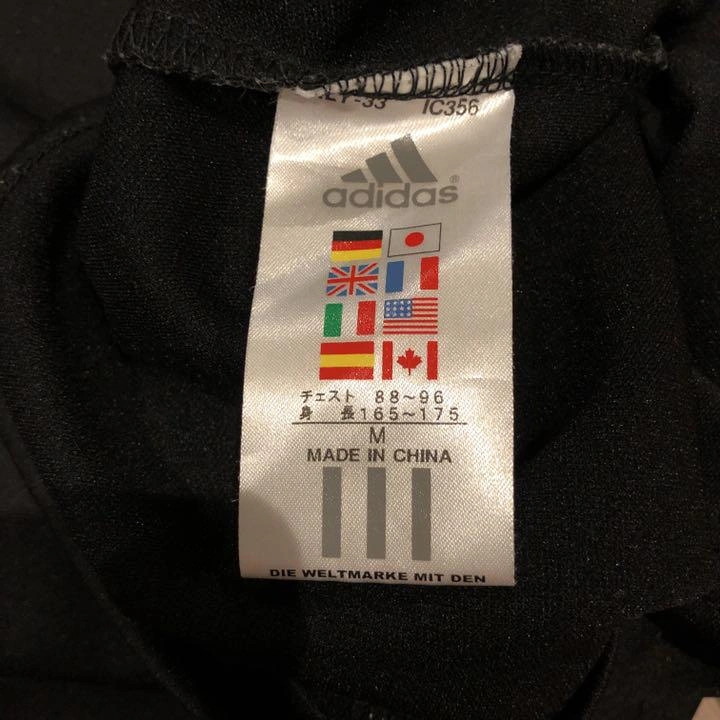 IC356
adidas®
チェスト 88~96
身 長165~175
M
MADE IN CHINA
DIE WELTMARKE MIT DEN